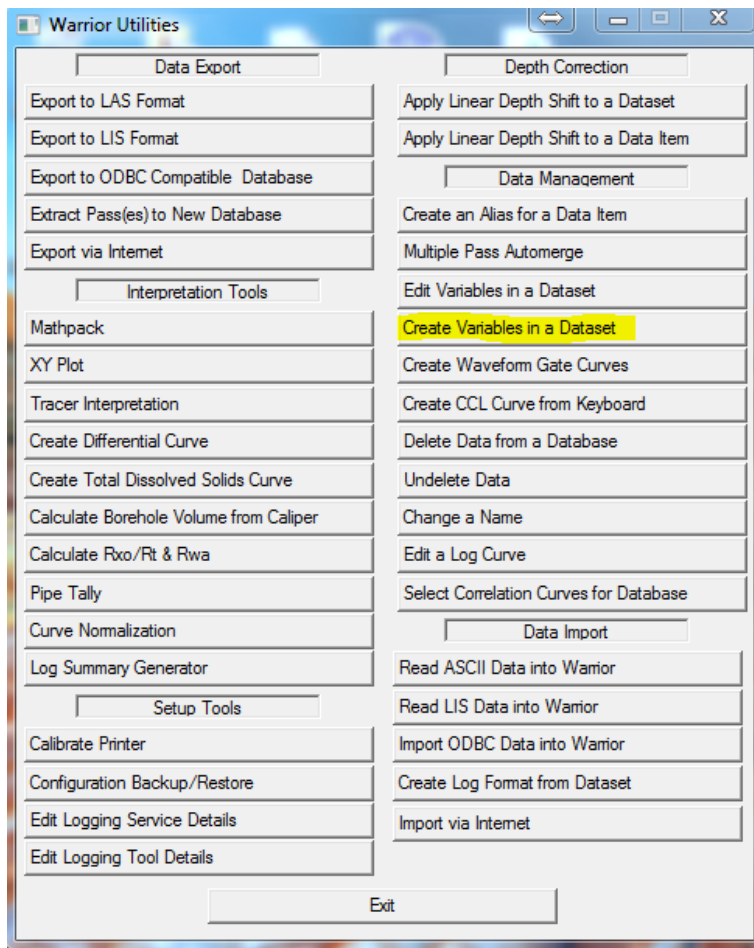 Warrior Utilities
Data Export
Export to LAS Format
Export to LIS Format
Export to ODBC Compatible Database
Extract Pass(es) to New Database
Export via Internet
Interpretation Tools
Mathpack
XY Plot
Tracer Interpretation
Create Differential Curve
Create Total Dissolved Solids Curve
Calculate Borehole Volume from Caliper
Calculate Rxo/Rt & Rwa
Pipe Tally
Curve Normalization
Log Summary Generator
Setup Tools
Calibrate Printer
Configuration Backup/Restore
Edit Logging Service Details
Edit Logging Tool Details
Depth Correction
Apply Linear Depth Shift to a Dataset
Apply Linear Depth Shift to a Data Item
Data Management
Create an Alias for a Data Item
Multiple Pass Automerge
Edit Variables in a Dataset
Create Variables in a Dataset
Create Waveform Gate Curves
Create CCL Curve from Keyboard
Delete Data from a Database
Undelete Data
Change a Name
Edit a Log Curve
Select Correlation Curves for Database
Data Import
Read ASCII Data into Warrior
Read LIS Data into Warrior
Import ODBC Data into Warrior
Create Log Format from Dataset
Import via Internet
Exit